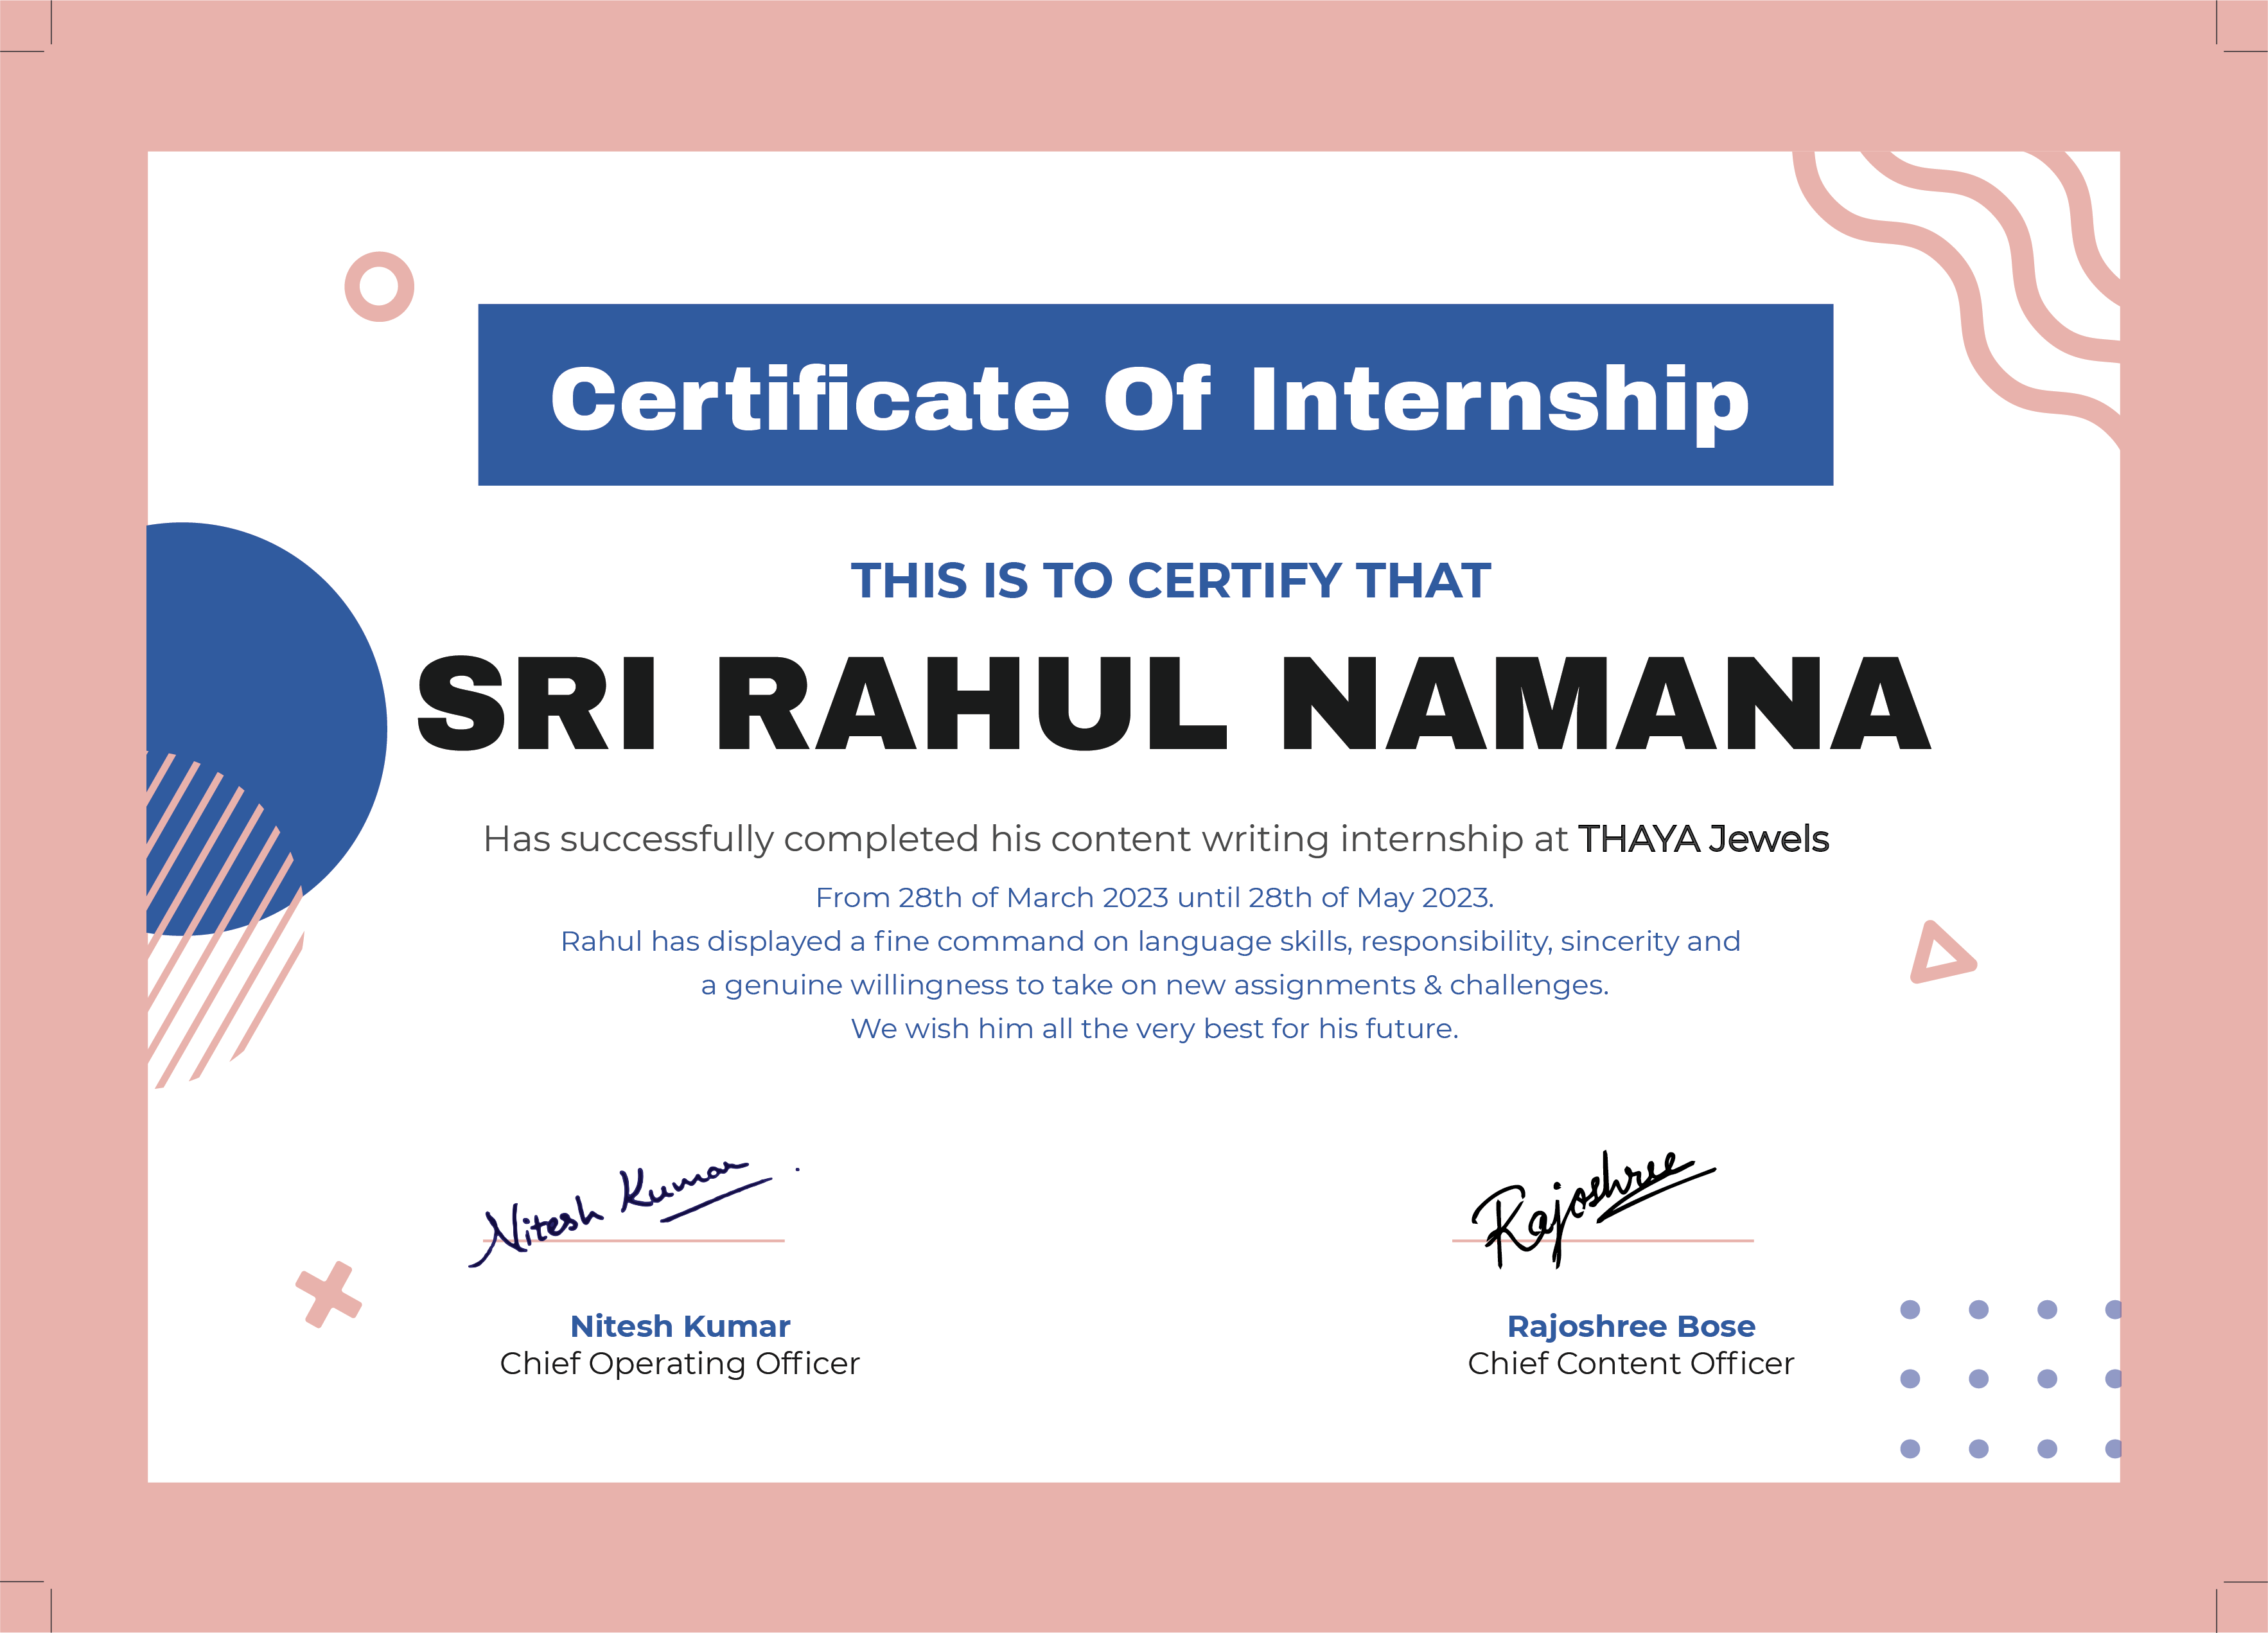 Certificate Of Internship
THIS IS TO CERTIFY THAT
SRI RAHUL NAMANA
Has successfully completed his content writing internship at THAYA Jewels
From 28th of March 2023 until 28th of May 2023.
Rahul has displayed a fine command on language skills, responsibility, sincerity and
a genuine willingness to take on new assignments & challenges.
We wish him all the very best for his future.
Nitesh Kumar
Rajoshree
Nitesh Kumar
Rajoshree Bose
Chief Operating Officer
Chief Content Officer